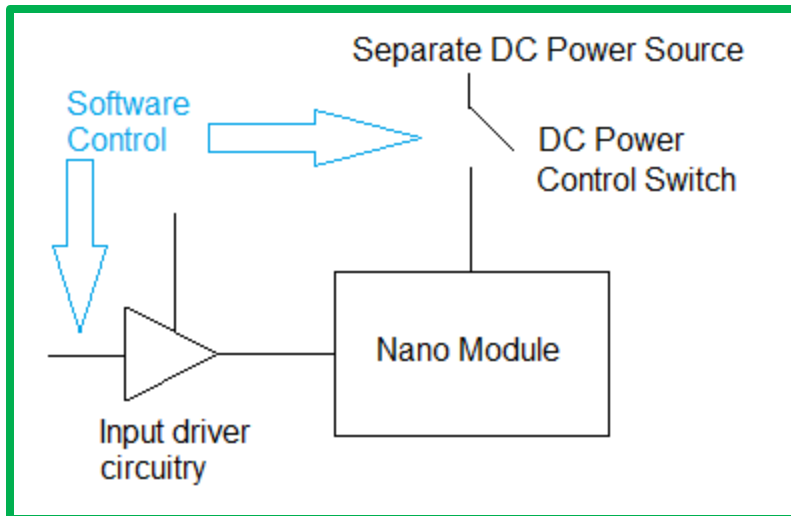 Separate DC Power Source
Software
Control
DC Power
Control Switch
Nano Module
Input driver
circuitry